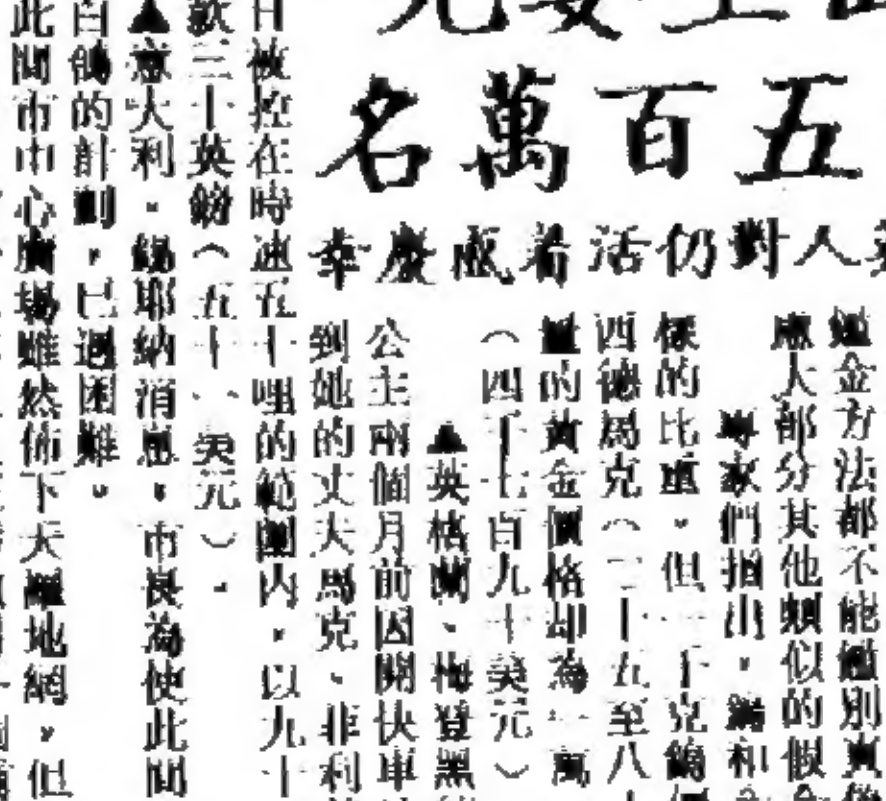 五百萬名
人對仍活着感慶幸
鑑金方法都不能鑑別真
慮大部分其他類似的假
專家們指出，鎢和
樣的比重。但一千克鎢
西德馬克（二十五至八
量的黃金價格却為一萬
（四千七百九十美元）
▲英格蘭、梅登黑
公主兩個月前因開快車
到她的丈夫馬克、菲利
日被控在時速五十哩的範圍內，以九十
款三十英鎊（五十一美元）。
▲意大利。錫耶納消息，市長為使此間
白鴿的計劃，已遇困難。
此間市中心廣場雖然佈下天羅地網，但